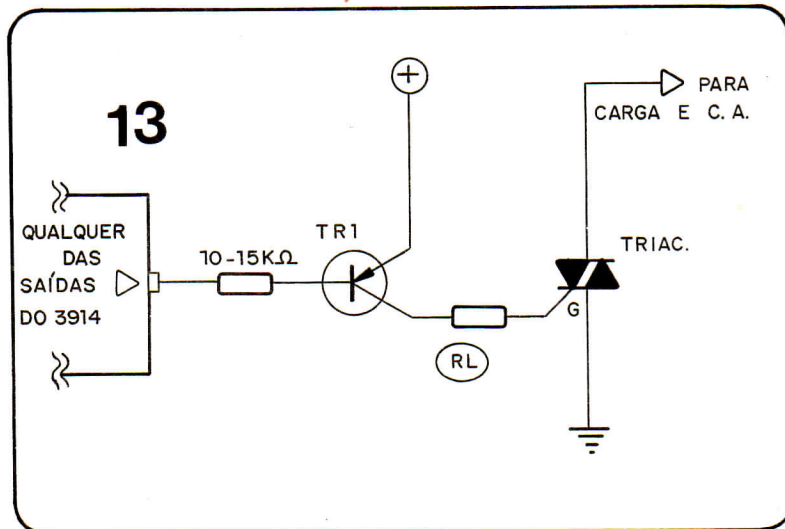 13
QUALQUER
DAS
SAÍDAS
DO 3914
10-15KΩ
TR1
+
RL
G
TRIAC.
PARA
CARGA E C.A.